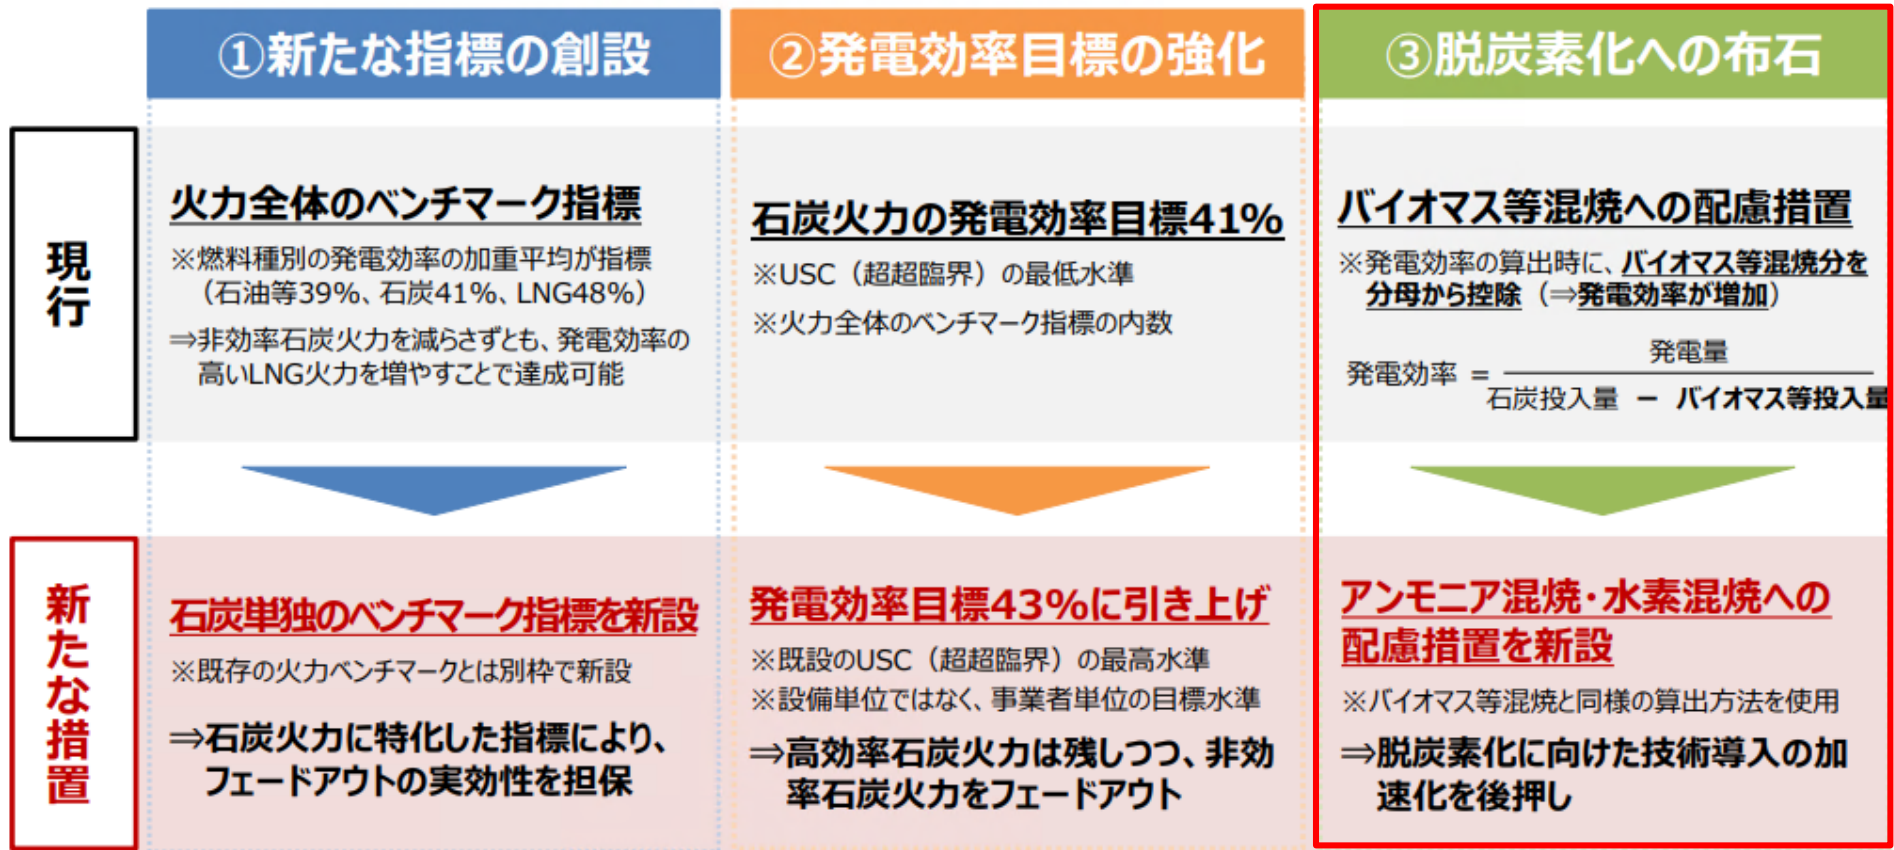 ①新たな指標の創設
②発電効率目標の強化
③脱炭素化への布石
現行
火力全体のベンチマーク指標
※燃料種別の発電効率の加重平均が指標
（石油等39%、石炭41%、LNG48%）
⇒非効率石炭火力を減らさずとも、発電効率の
高いLNG火力を増やすことで達成可能
石炭火力の発電効率目標41%
※USC（超超臨界）の最低水準
※火力全体のベンチマーク指標の内数
バイオマス等混焼への配慮措置
※発電効率の算出時に、バイオマス等混焼分を
分母から控除（⇒発電効率が増加）
発電量
発電効率 =
石炭投入量 － バイオマス等投入量
新たな措置
石炭単独のベンチマーク指標を新設
※既存の火力ベンチマークとは別枠で新設
⇒石炭火力に特化した指標により、
フェードアウトの実効性を担保
発電効率目標43%に引き上げ
※既設のUSC（超超臨界）の最高水準
※設備単位ではなく、事業者単位の目標水準
⇒高効率石炭火力は残しつつ、非効
率石炭火力をフェードアウト
アンモニア混焼・水素混焼への
配慮措置を新設
※バイオマス等混焼と同様の算出方法を使用
⇒脱炭素化に向けた技術導入の加
速化を後押し